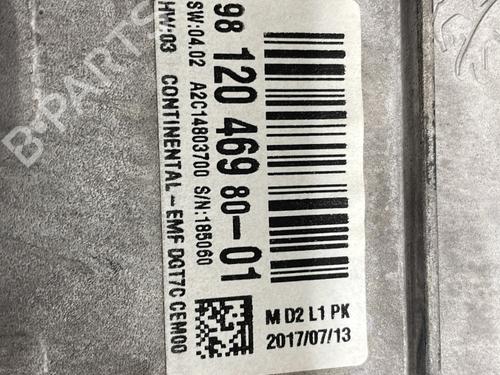 98 120 469 80-01
SW:04.02 A2C14803700 S/N:185060
HW:03 CONTINENTAL - EMF DGT7C CEM00
M D2 L1 PK
2017/07/13
B-PARTS